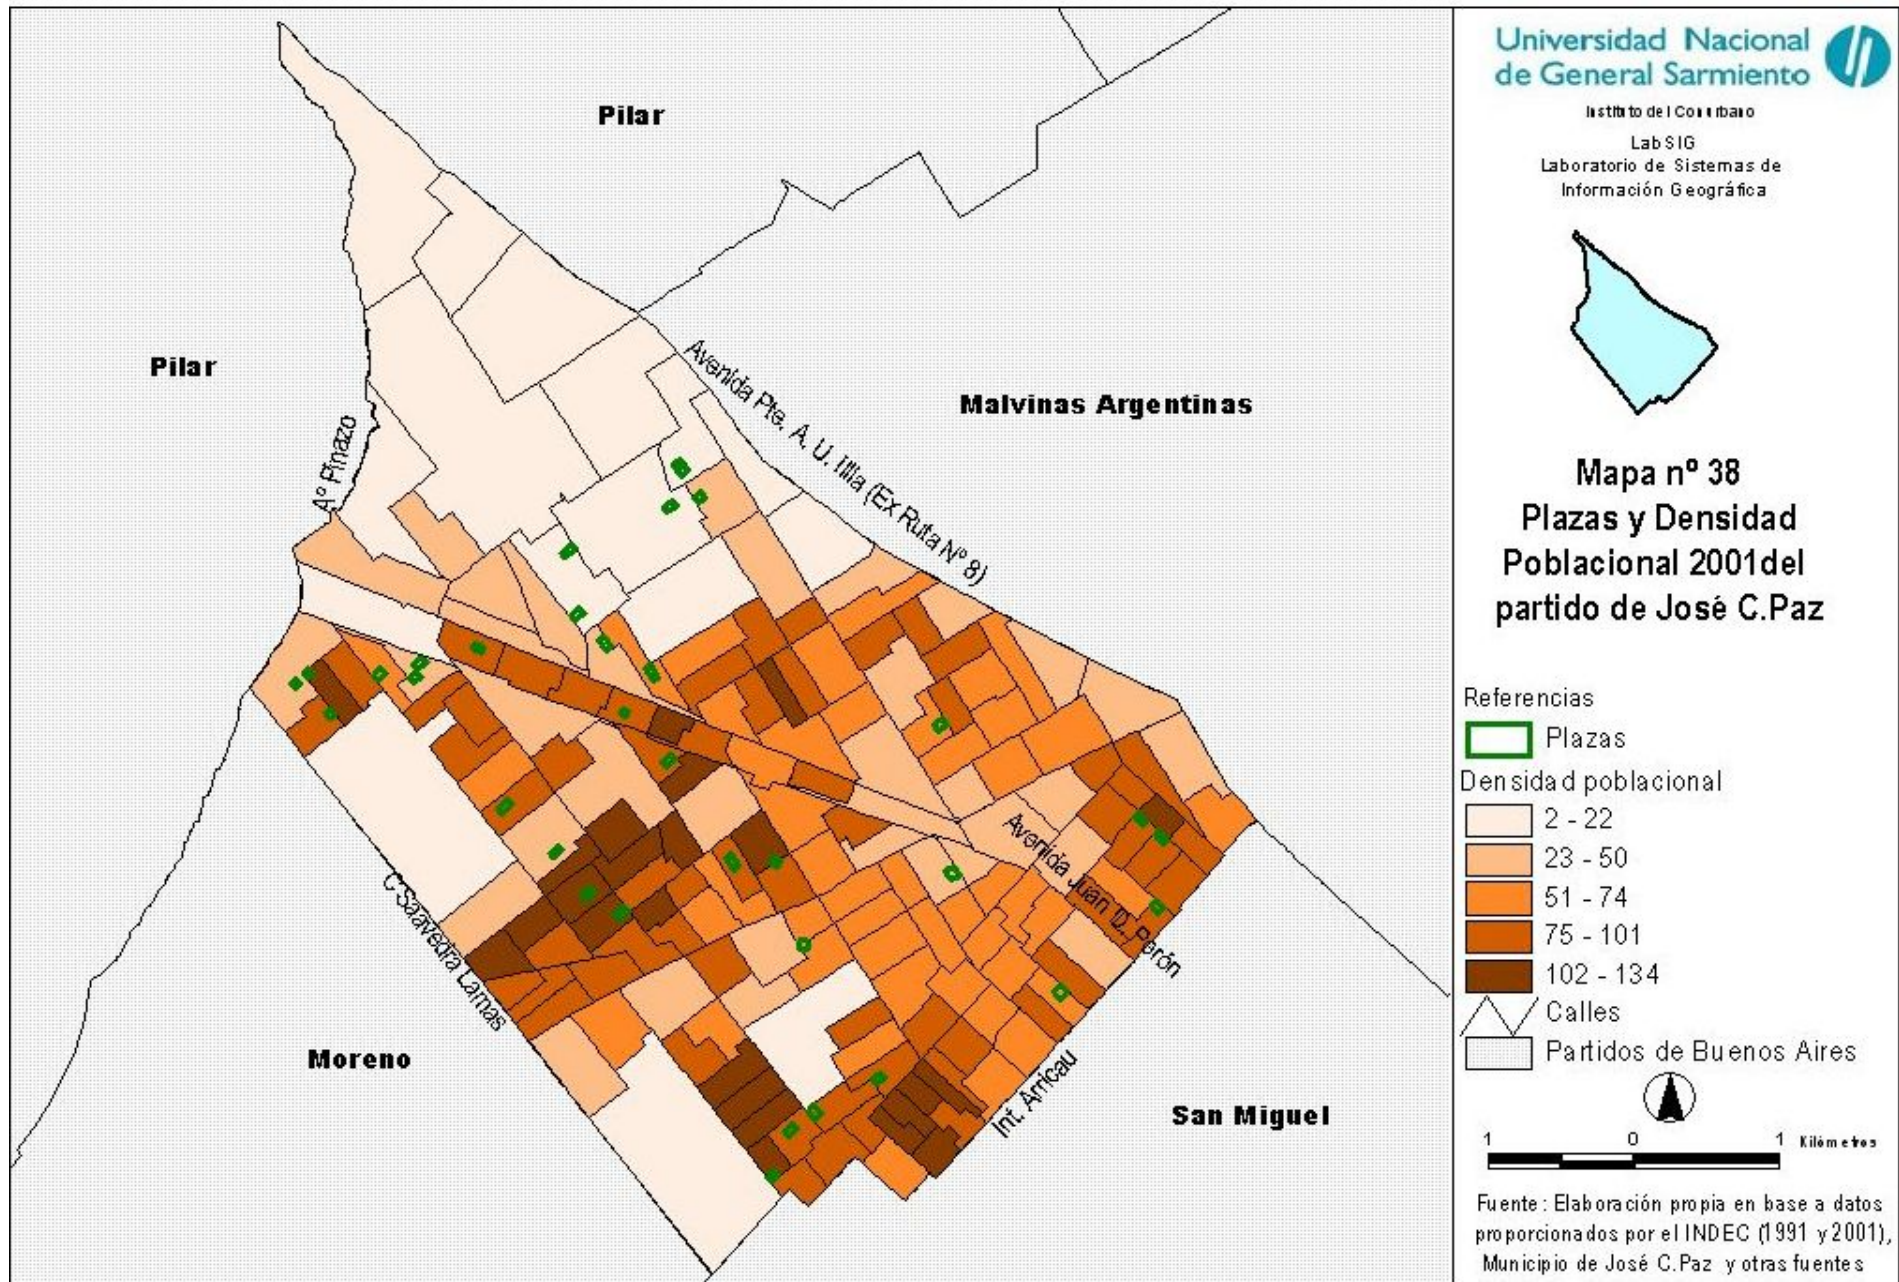 Pilar
Pilar
Malvinas Argentinas
Moreno
San Miguel
Aº Pinazo
Avenida Pte. A. U. Illia (Ex Ruta Nº 8)
Avenida Juan D. Perón
C Saavedra Lamas
Int. Arricau
Universidad Nacional
de General Sarmiento
Instituto del Conurbano
LabSIG
Laboratorio de Sistemas de
Información Geográfica
Mapa nº 38
Plazas y Densidad
Poblacional 2001del
partido de José C.Paz
Referencias
Plazas
Densidad poblacional
2 - 22
23 - 50
51 - 74
75 - 101
102 - 134
Calles
Partidos de Buenos Aires
1 0 1 Kilómetros
Fuente: Elaboración propia en base a datos
proporcionados por el INDEC (1991 y 2001),
Municipio de José C.Paz y otras fuentes